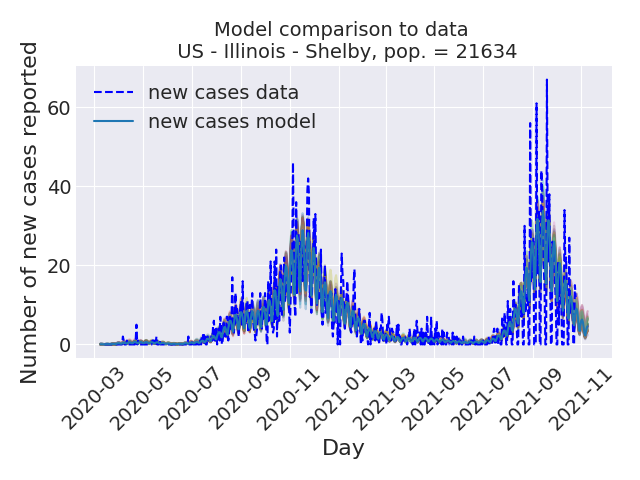 Model comparison to data
US - Illinois - Shelby, pop. = 21634
Number of new cases reported
60
40
20
0
new cases data
new cases model
2020-03
2020-05
2020-07
2020-09
2020-11
2021-01
2021-03
2021-05
2021-07
2021-09
2021-11
Day